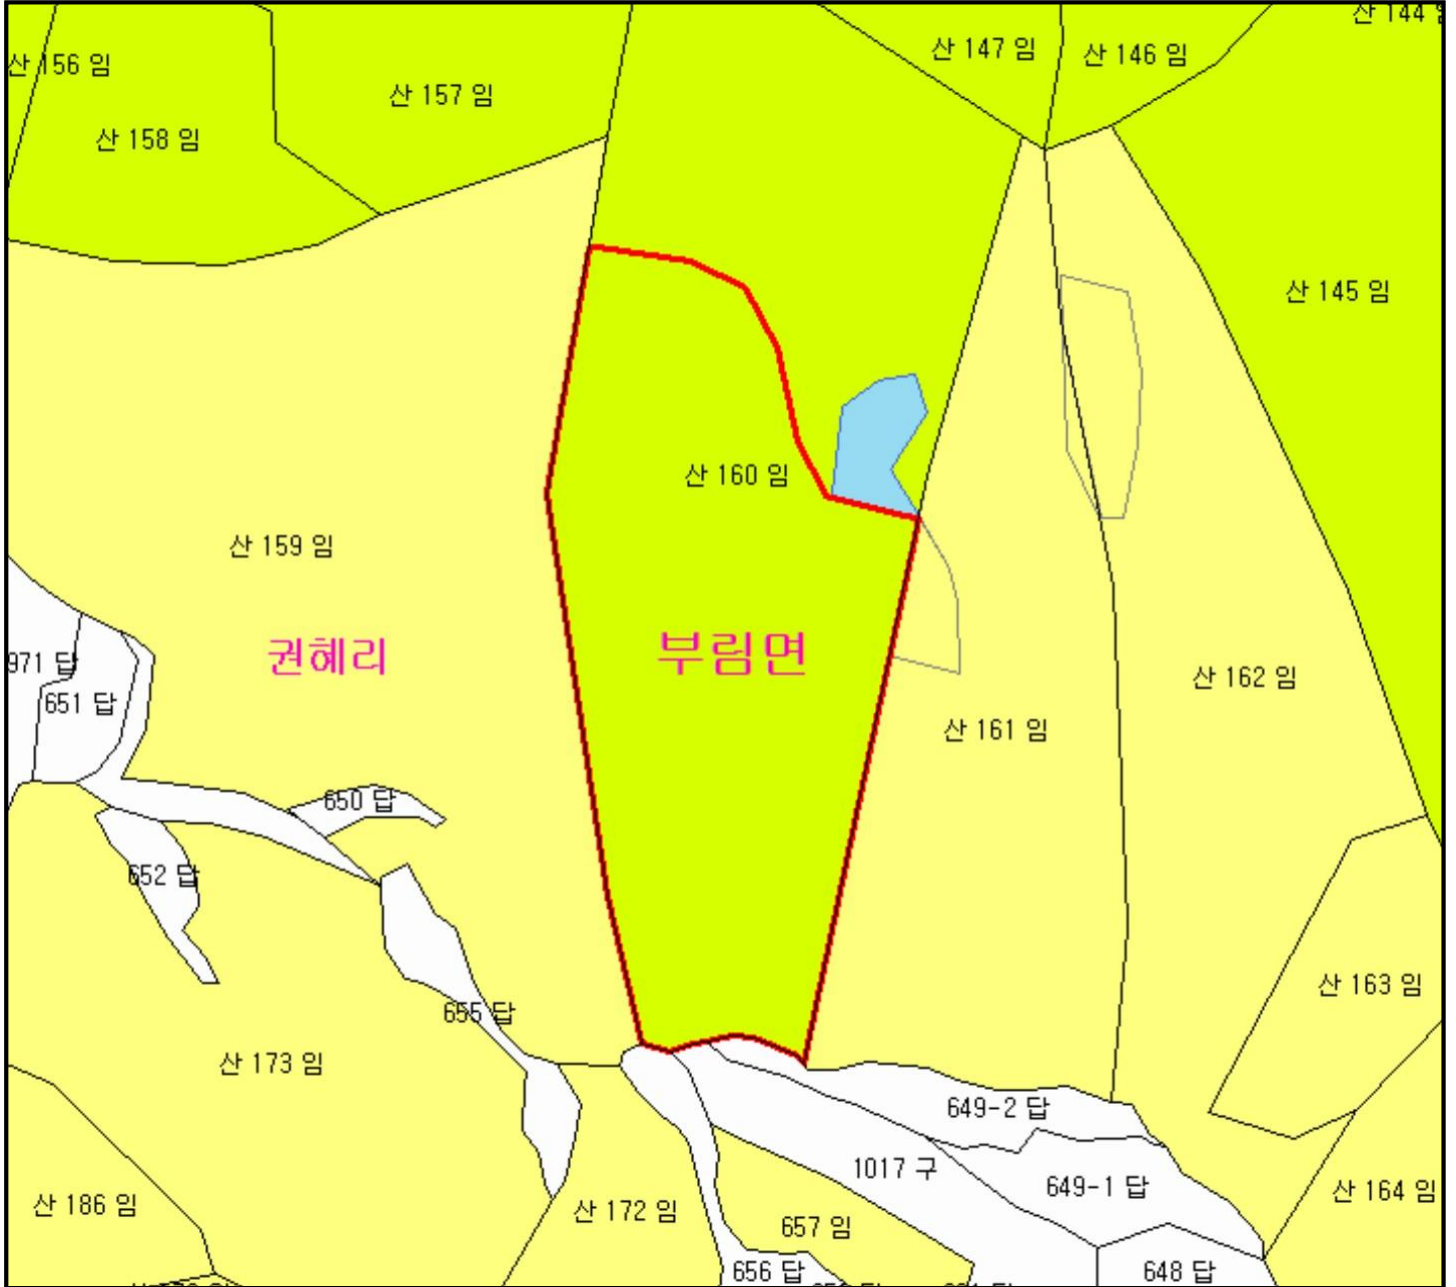 산 144
산 147 임
산 146 임
산 156 임
산 157 임
산 158 임
산 145 임
산 160 임
산 159 임
권혜리
부림면
971 답
651 답
산 162 임
산 161 임
650 답
652 답
산 163 임
655 답
산 173 임
649-2 답
1017 구
649-1 답
산 164 임
산 186 임
산 172 임
657 임
656 답
648 답